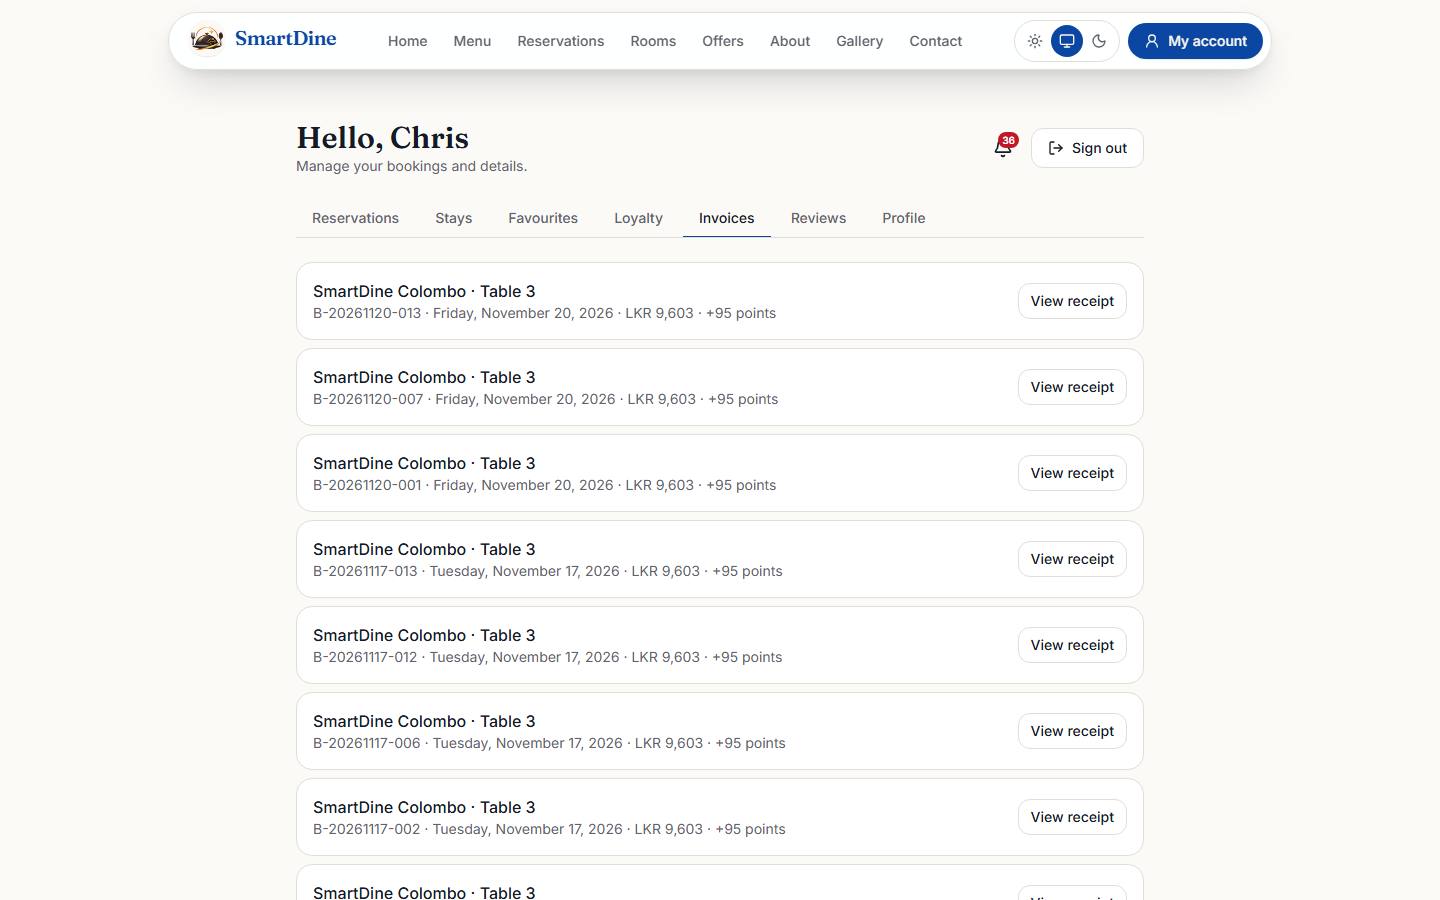 SmartDine
Home
Menu
Reservations
Rooms
Offers
About
Gallery
Contact
My account
Hello, Chris
Manage your bookings and details.
36
Sign out
Reservations
Stays
Favourites
Loyalty
Invoices
Reviews
Profile
SmartDine Colombo · Table 3
B-20261120-013 · Friday, November 20, 2026 · LKR 9,603 · +95 points
View receipt
SmartDine Colombo · Table 3
B-20261120-007 · Friday, November 20, 2026 · LKR 9,603 · +95 points
View receipt
SmartDine Colombo · Table 3
B-20261120-001 · Friday, November 20, 2026 · LKR 9,603 · +95 points
View receipt
SmartDine Colombo · Table 3
B-20261117-013 · Tuesday, November 17, 2026 · LKR 9,603 · +95 points
View receipt
SmartDine Colombo · Table 3
B-20261117-012 · Tuesday, November 17, 2026 · LKR 9,603 · +95 points
View receipt
SmartDine Colombo · Table 3
B-20261117-006 · Tuesday, November 17, 2026 · LKR 9,603 · +95 points
View receipt
SmartDine Colombo · Table 3
B-20261117-002 · Tuesday, November 17, 2026 · LKR 9,603 · +95 points
View receipt
SmartDine Colombo · Table 3